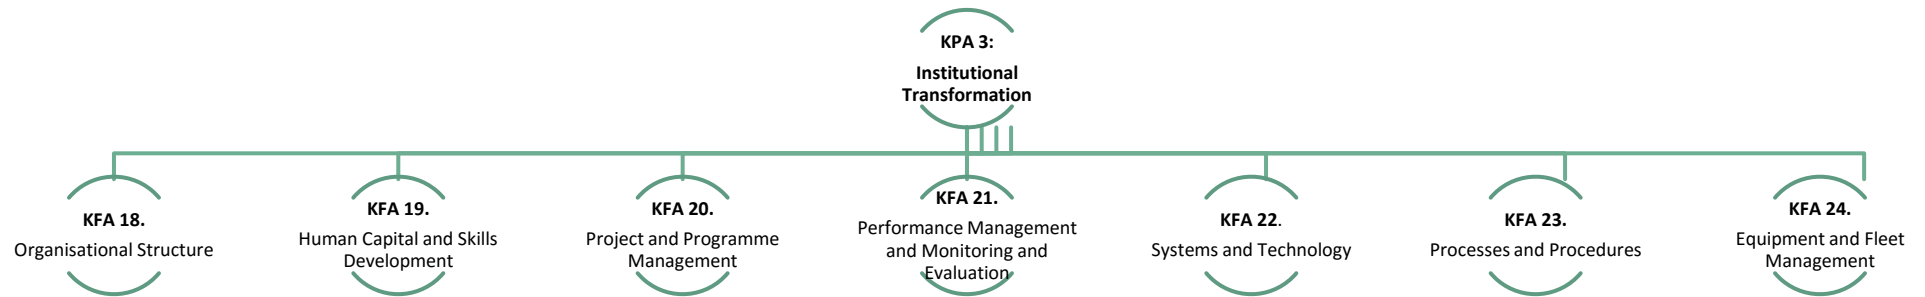 KPA 3:
Institutional
Transformation
KFA 18.
Organisational Structure
KFA 19.
Human Capital and Skills
Development
KFA 20.
Project and Programme
Management
KFA 21.
Performance Management
and Monitoring and
Evaluation
KFA 22.
Systems and Technology
KFA 23.
Processes and Procedures
KFA 24.
Equipment and Fleet
Management